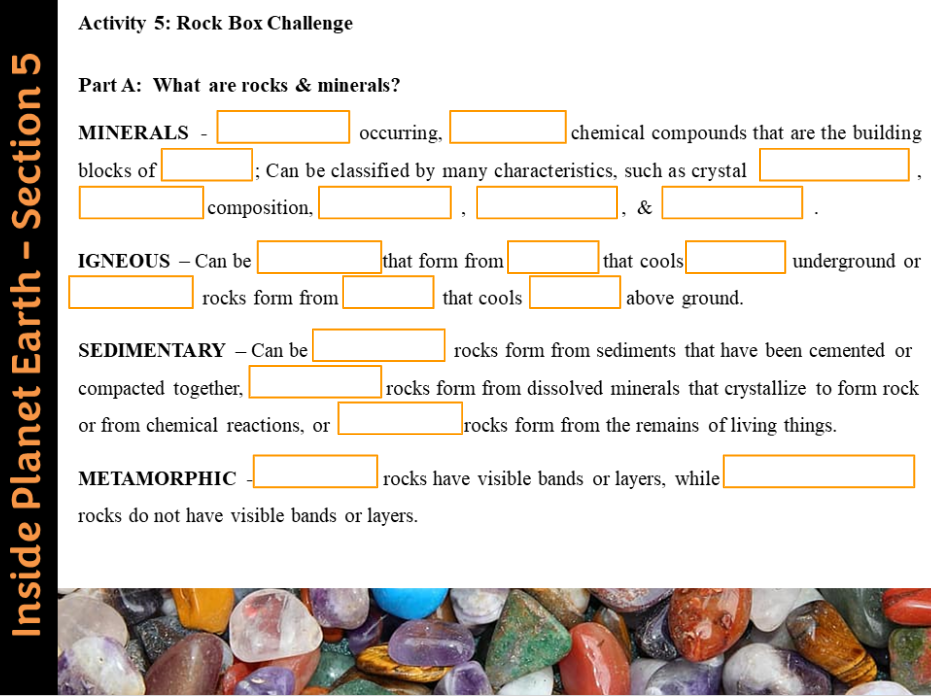 Inside Planet Earth – Section 5
Activity 5: Rock Box Challenge
Part A: What are rocks & minerals?
MINERALS - occurring, chemical compounds that are the building
blocks of ; Can be classified by many characteristics, such as crystal ,
composition, , , & .
IGNEOUS – Can be that form from that cools underground or
rocks form from that cools above ground.
SEDIMENTARY – Can be rocks form from sediments that have been cemented or
compacted together, rocks form from dissolved minerals that crystallize to form rock
or from chemical reactions, or rocks form from the remains of living things.
METAMORPHIC - rocks have visible bands or layers, while
rocks do not have visible bands or layers.